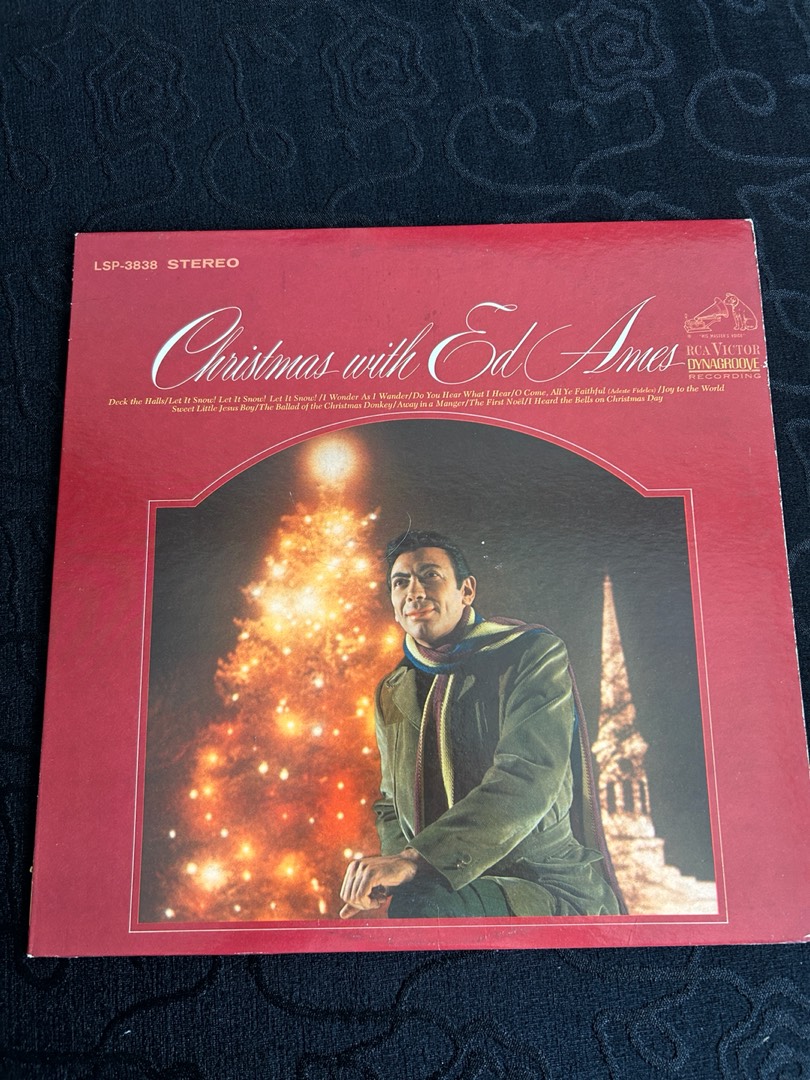 LSP-3838 STEREO
Christmas with Ed Ames
"HIS MASTER'S VOICE"
RCA VICTOR
DYNAGROOVE
RECORDING
Deck the Halls/Let It Snow! Let It Snow! Let It Snow!/I Wonder As I Wander/Do You Hear What I Hear/O Come, All Ye Faithful (Adeste Fideles)/Joy to the World
Sweet Little Jesus Boy/The Ballad of the Christmas Donkey/Away in a Manger/The First Noël/I Heard the Bells on Christmas Day